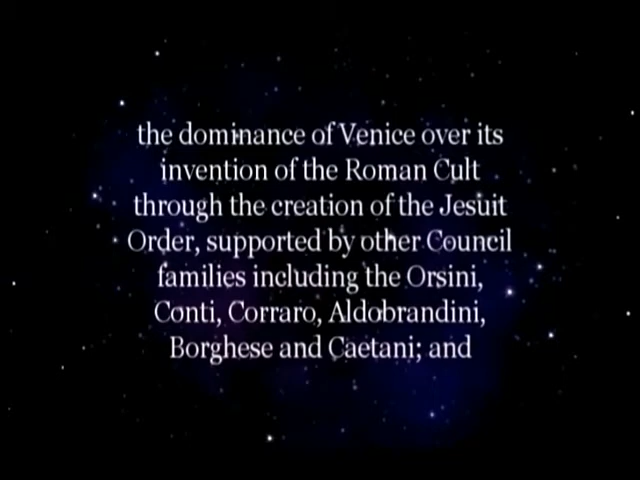 the dominance of Venice over its
invention of the Roman Cult
through the creation of the Jesuit
Order, supported by other Council
families including the Orsini,
Conti, Corraro, Aldobrandini,
Borghese and Caetani; and